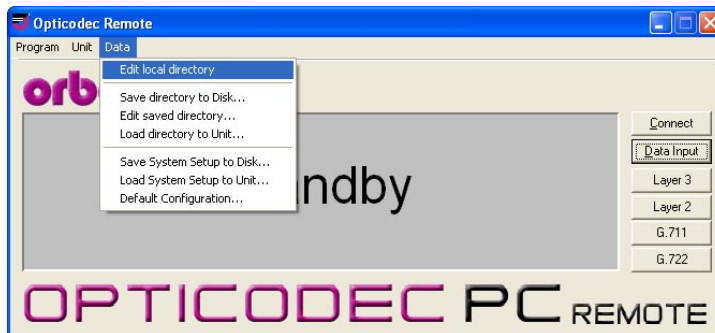 Opticodec Remote
Program Unit Data
Edit local directory
orb
Save directory to Disk...
Edit saved directory...
Load directory to Unit...
Save System Setup to Disk...
Load System Setup to Unit...
Default Configuration...
ndby
Connect
Data Input
Layer 3
Layer 2
G.711
G.722
OPTICODEC PC REMOTE